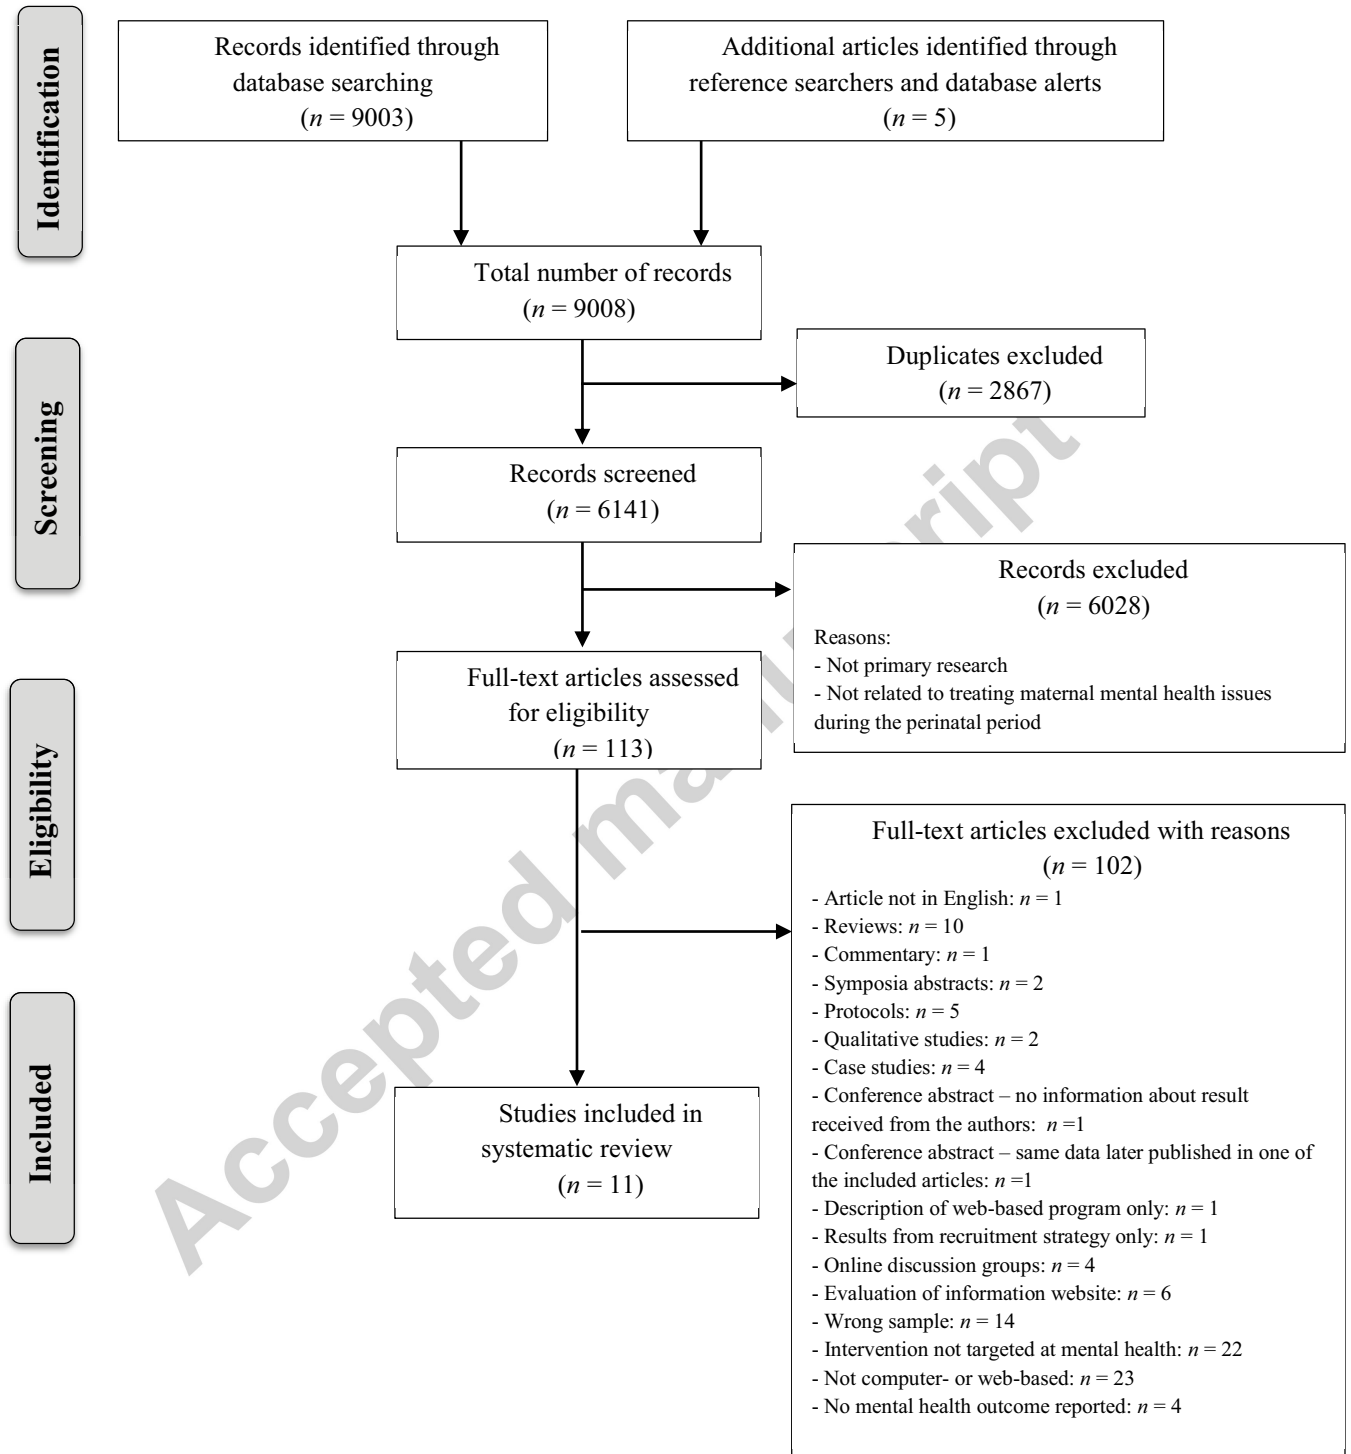 Identification
Records identified through
database searching
(n = 9003)
Additional articles identified through
reference searchers and database alerts
(n = 5)
Total number of records
(n = 9008)
Screening
Duplicates excluded
(n = 2867)
Records screened
(n = 6141)
Records excluded
(n = 6028)
Reasons:
- Not primary research
- Not related to treating maternal mental health issues
during the perinatal period
Eligibility
Full-text articles assessed
for eligibility
(n = 113)
Full-text articles excluded with reasons
(n = 102)
- Article not in English: n = 1
- Reviews: n = 10
- Commentary: n = 1
- Symposia abstracts: n = 2
- Protocols: n = 5
- Qualitative studies: n = 2
- Case studies: n = 4
- Conference abstract – no information about result
received from the authors:  n =1
- Conference abstract – same data later published in one of
the included articles: n =1
- Description of web-based program only: n = 1
- Results from recruitment strategy only: n = 1
- Online discussion groups: n = 4
- Evaluation of information website: n = 6
- Wrong sample: n = 14
- Intervention not targeted at mental health: n = 22
- Not computer- or web-based: n = 23
- No mental health outcome reported: n = 4
Included
Studies included in
systematic review
(n = 11)
Accepted manuscript